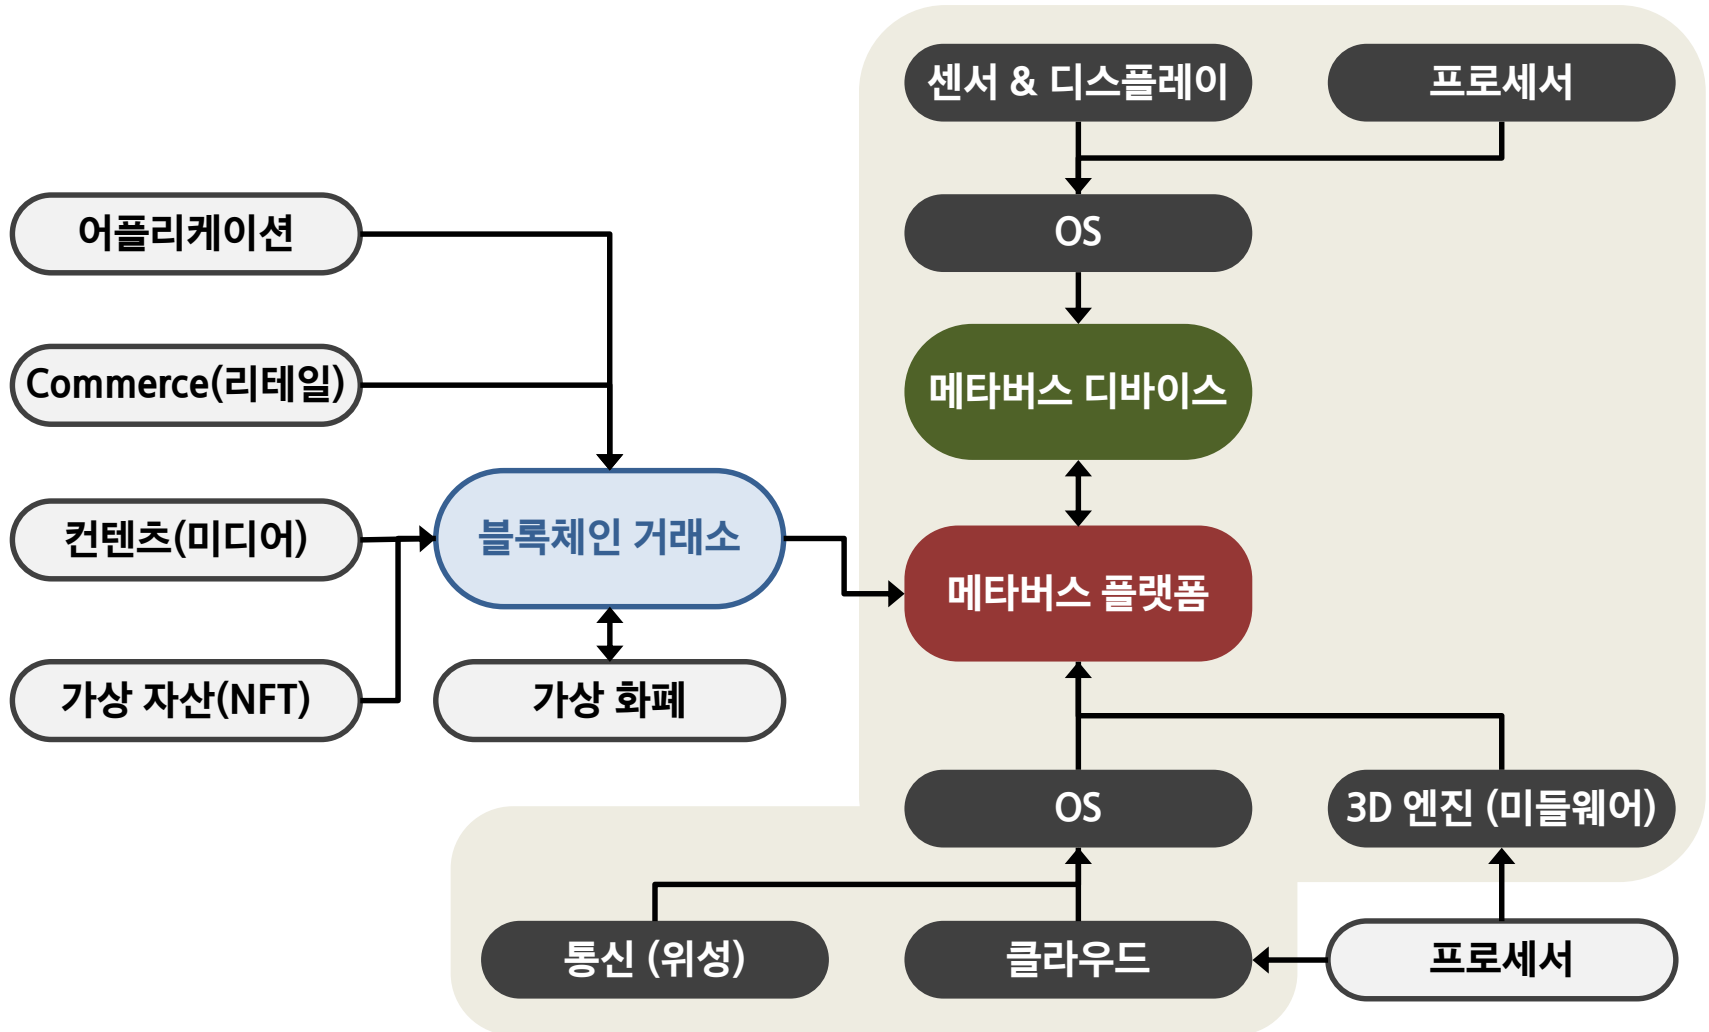 센서 & 디스플레이
프로세서
어플리케이션
OS
Commerce(리테일)
메타버스 디바이스
컨텐츠(미디어)
블록체인 거래소
메타버스 플랫폼
가상 자산(NFT)
가상 화폐
OS
3D 엔진 (미들웨어)
통신 (위성)
클라우드
프로세서